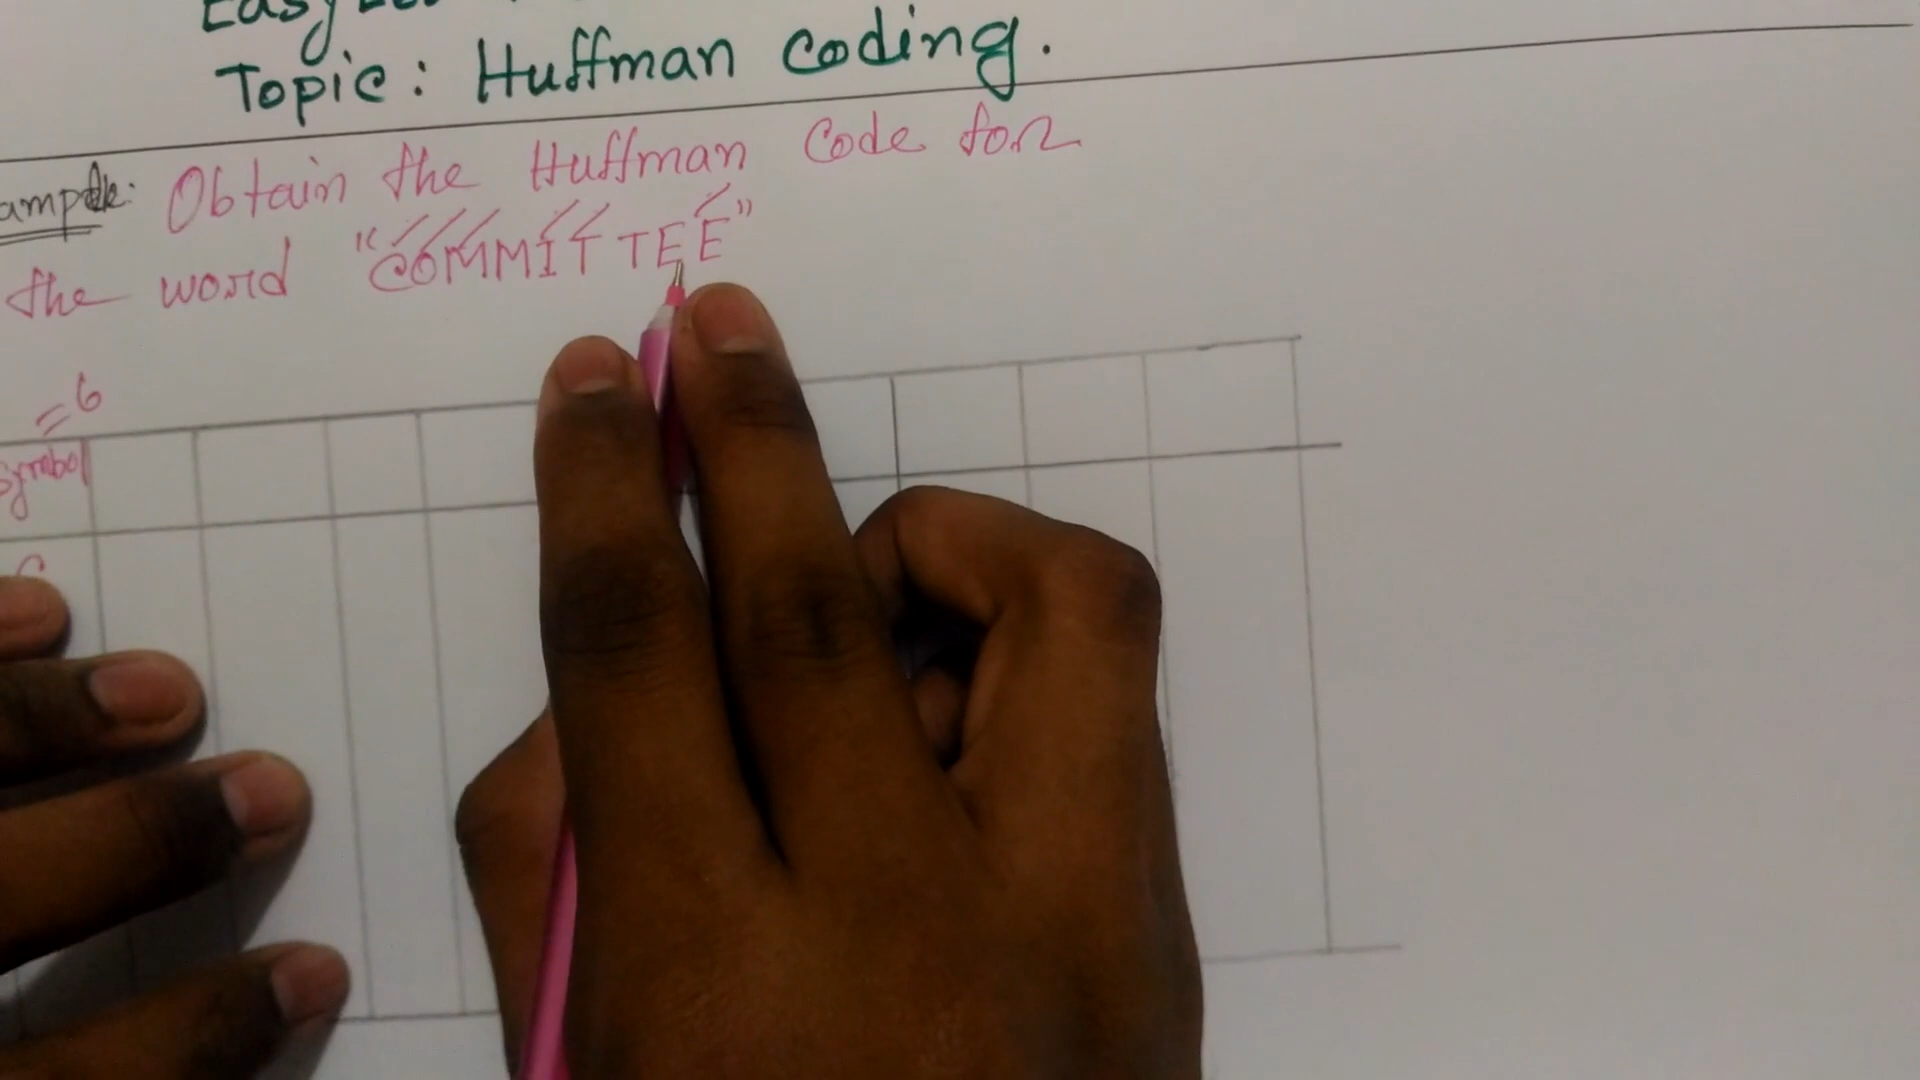 Topic: Huffman coding.
Obtain the Huffman Code for
the word "COMMITTEE"
=6
Symbol
C